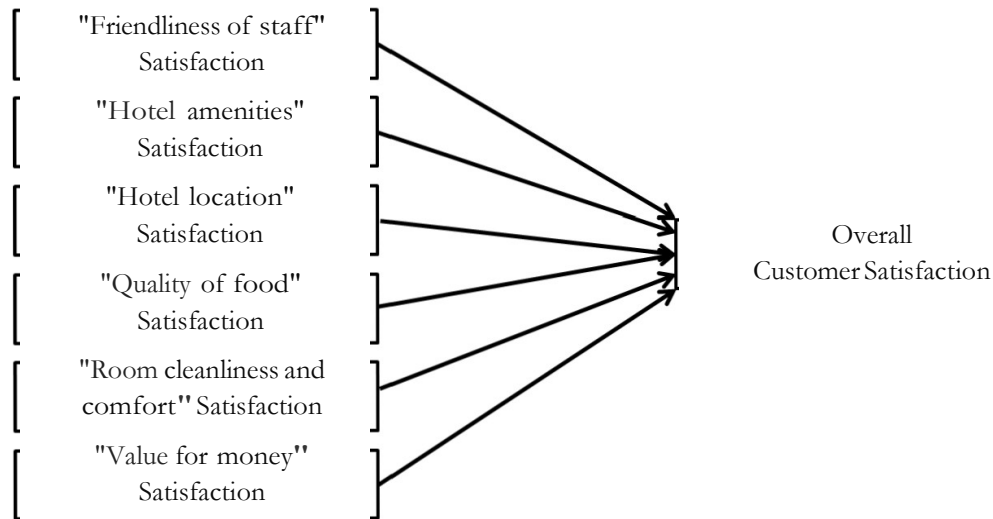 "Friendliness of staff"
Satisfaction
"Hotel amenities"
Satisfaction
"Hotel location"
Satisfaction
"Quality of food"
Satisfaction
"Room cleanliness and
comfort" Satisfaction
"Value for money"
Satisfaction
Overall
Customer Satisfaction